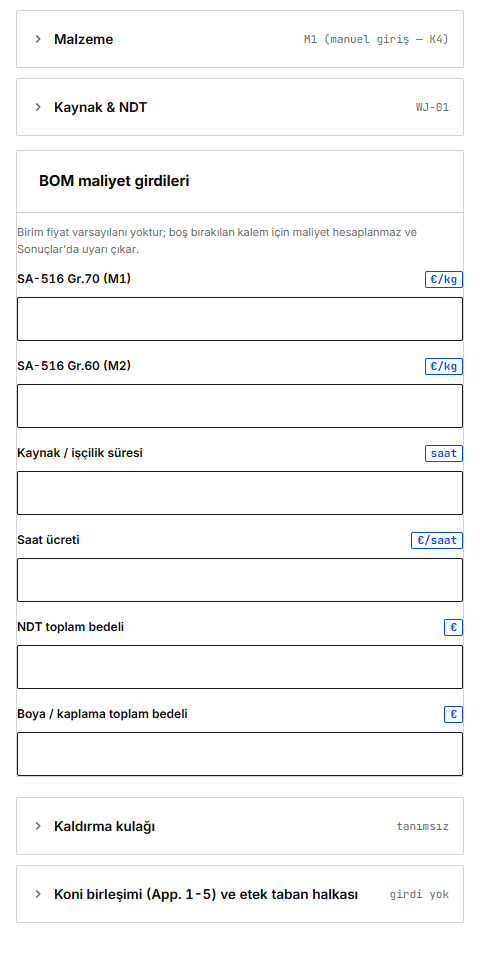 Malzeme M1 (manuel giriş — K4)
Kaynak & NDT WJ-01
BOM maliyet girdileri
Birim fiyat varsayılanı yoktur; boş bırakılan kalem için maliyet hesaplanmaz ve
Sonuçlar'da uyarı çıkar.
SA-516 Gr.70 (M1) €/kg
SA-516 Gr.60 (M2) €/kg
Kaynak / işçilik süresi saat
Saat ücreti €/saat
NDT toplam bedeli €
Boya / kaplama toplam bedeli €
Kaldırma kulağı tanımsız
Koni birleşimi (App. 1-5) ve etek taban halkası girdi yok